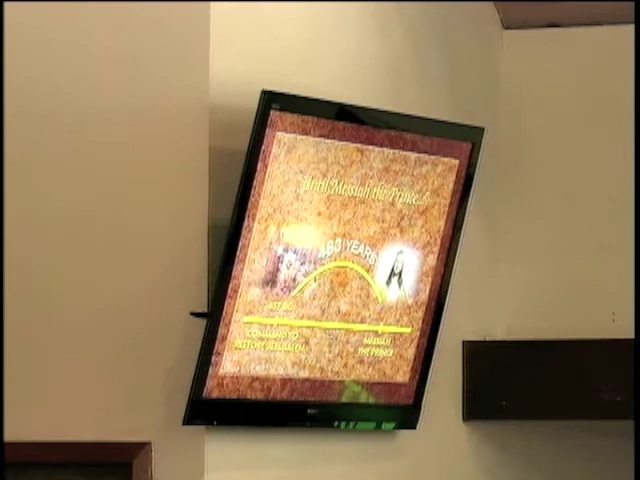 "Until Messiah the Prince..."
483 YEARS
457 BC
COMMAND TO
RESTORE JERUSALEM
MESSIAH
THE PRINCE